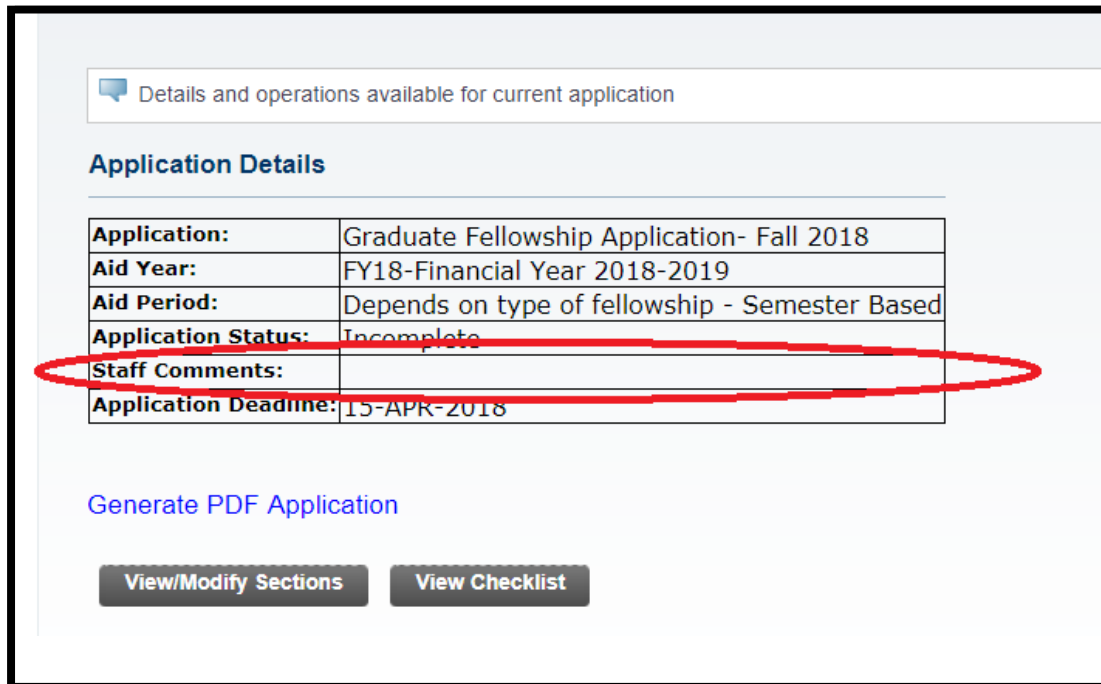 Details and operations available for current application
Application Details
Application: Graduate Fellowship Application- Fall 2018
Aid Year: FY18-Financial Year 2018-2019
Aid Period: Depends on type of fellowship - Semester Based
Application Status: Incomplete
Staff Comments:
Application Deadline: 15-APR-2018
Generate PDF Application
View/Modify Sections View Checklist